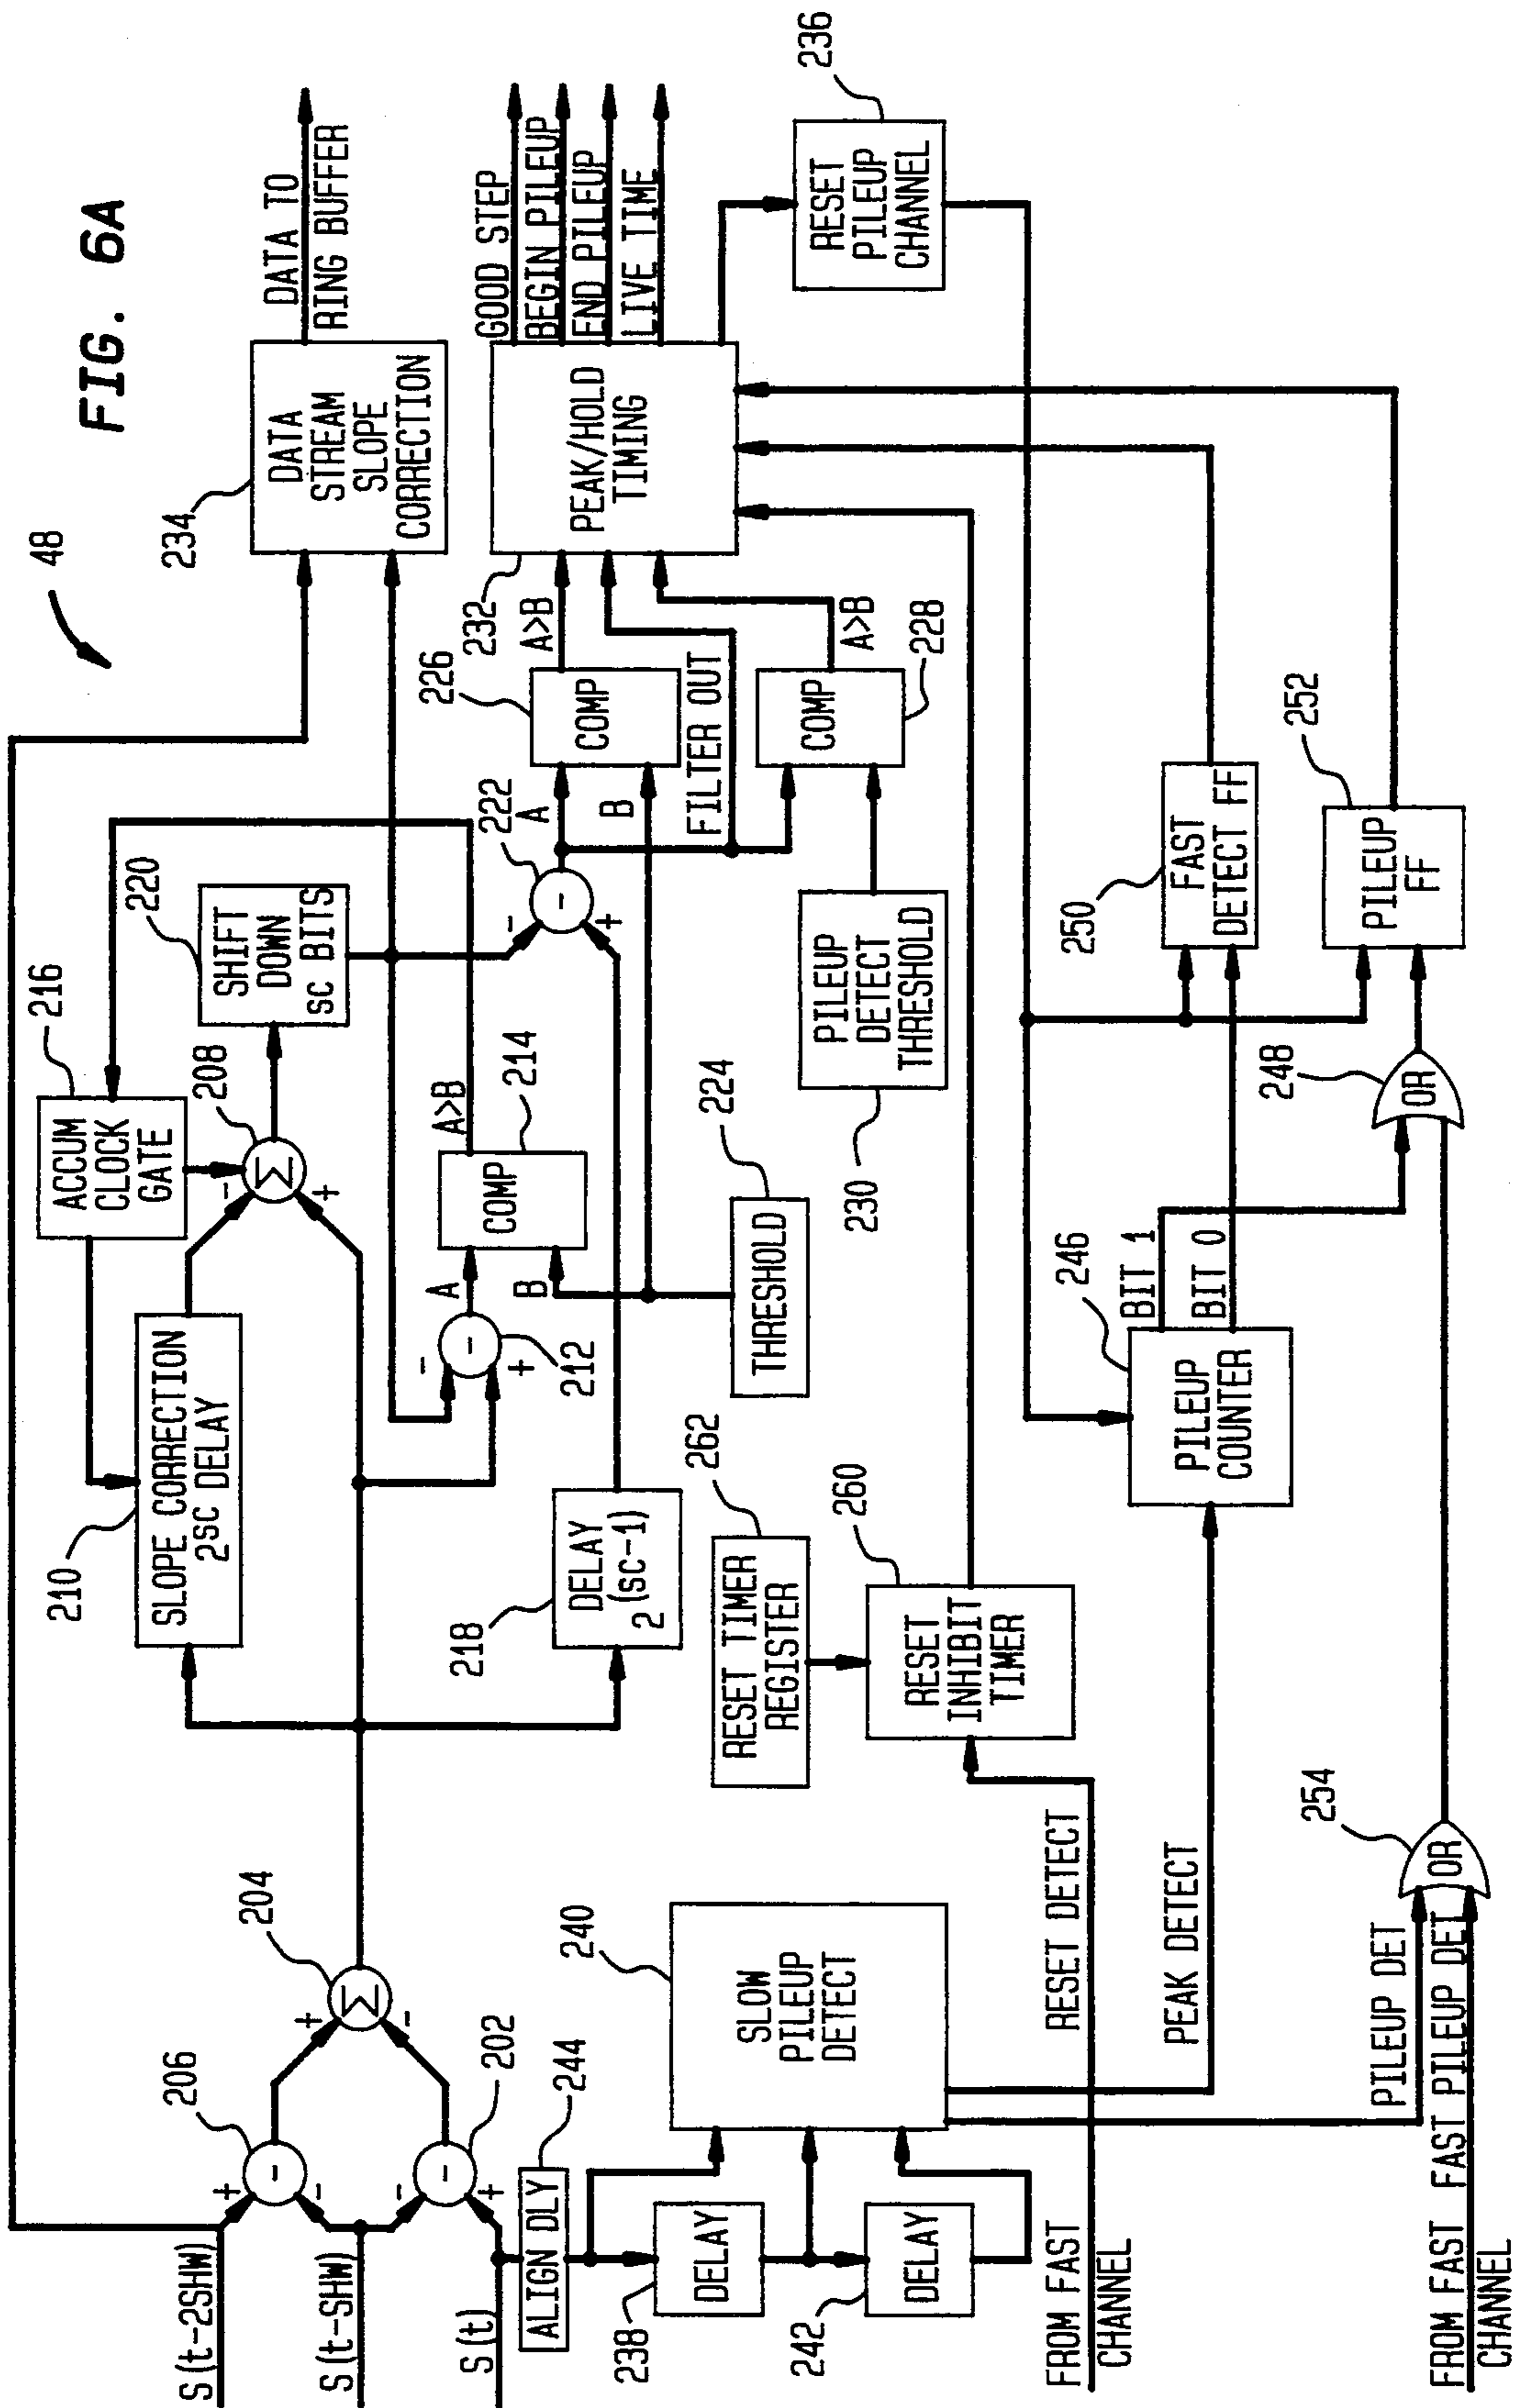 FIG. 6A
48
S(t-2SHW)
S(t-SHW)
S(t)
206
+
-
-
202
-
-
+
204
+
Σ
-
244
ALIGN DLY
238
DELAY
242
DELAY
240
SLOW
PILEUP
DETECT
FROM FAST
CHANNEL
RESET DETECT
PEAK DETECT
PILEUP DET
FAST PILEUP DET
FROM FAST
CHANNEL
254
OR
210
SLOPE CORRECTION
2SC DELAY
218
DELAY
2(SC-1)
262
RESET TIMER
REGISTER
260
RESET
INHIBIT
TIMER
216
ACCUM
CLOCK
GATE
208
-
Σ
+
-
-
+
212
A
B
COMP
214
A>B
224
THRESHOLD
220
SHIFT
DOWN
SC BITS
222
-
-
+
A
B
226
COMP
A>B
FILTER OUT
COMP
228
A>B
230
PILEUP
DETECT
THRESHOLD
246
PILEUP
COUNTER
BIT 1
BIT 0
248
OR
250
FAST
DETECT FF
252
PILEUP
FF
234
DATA
STREAM
SLOPE
CORRECTION
DATA TO
RING BUFFER
232
PEAK/HOLD
TIMING
GOOD STEP
BEGIN PILEUP
END PILEUP
LIVE TIME
236
RESET
PILEUP
CHANNEL